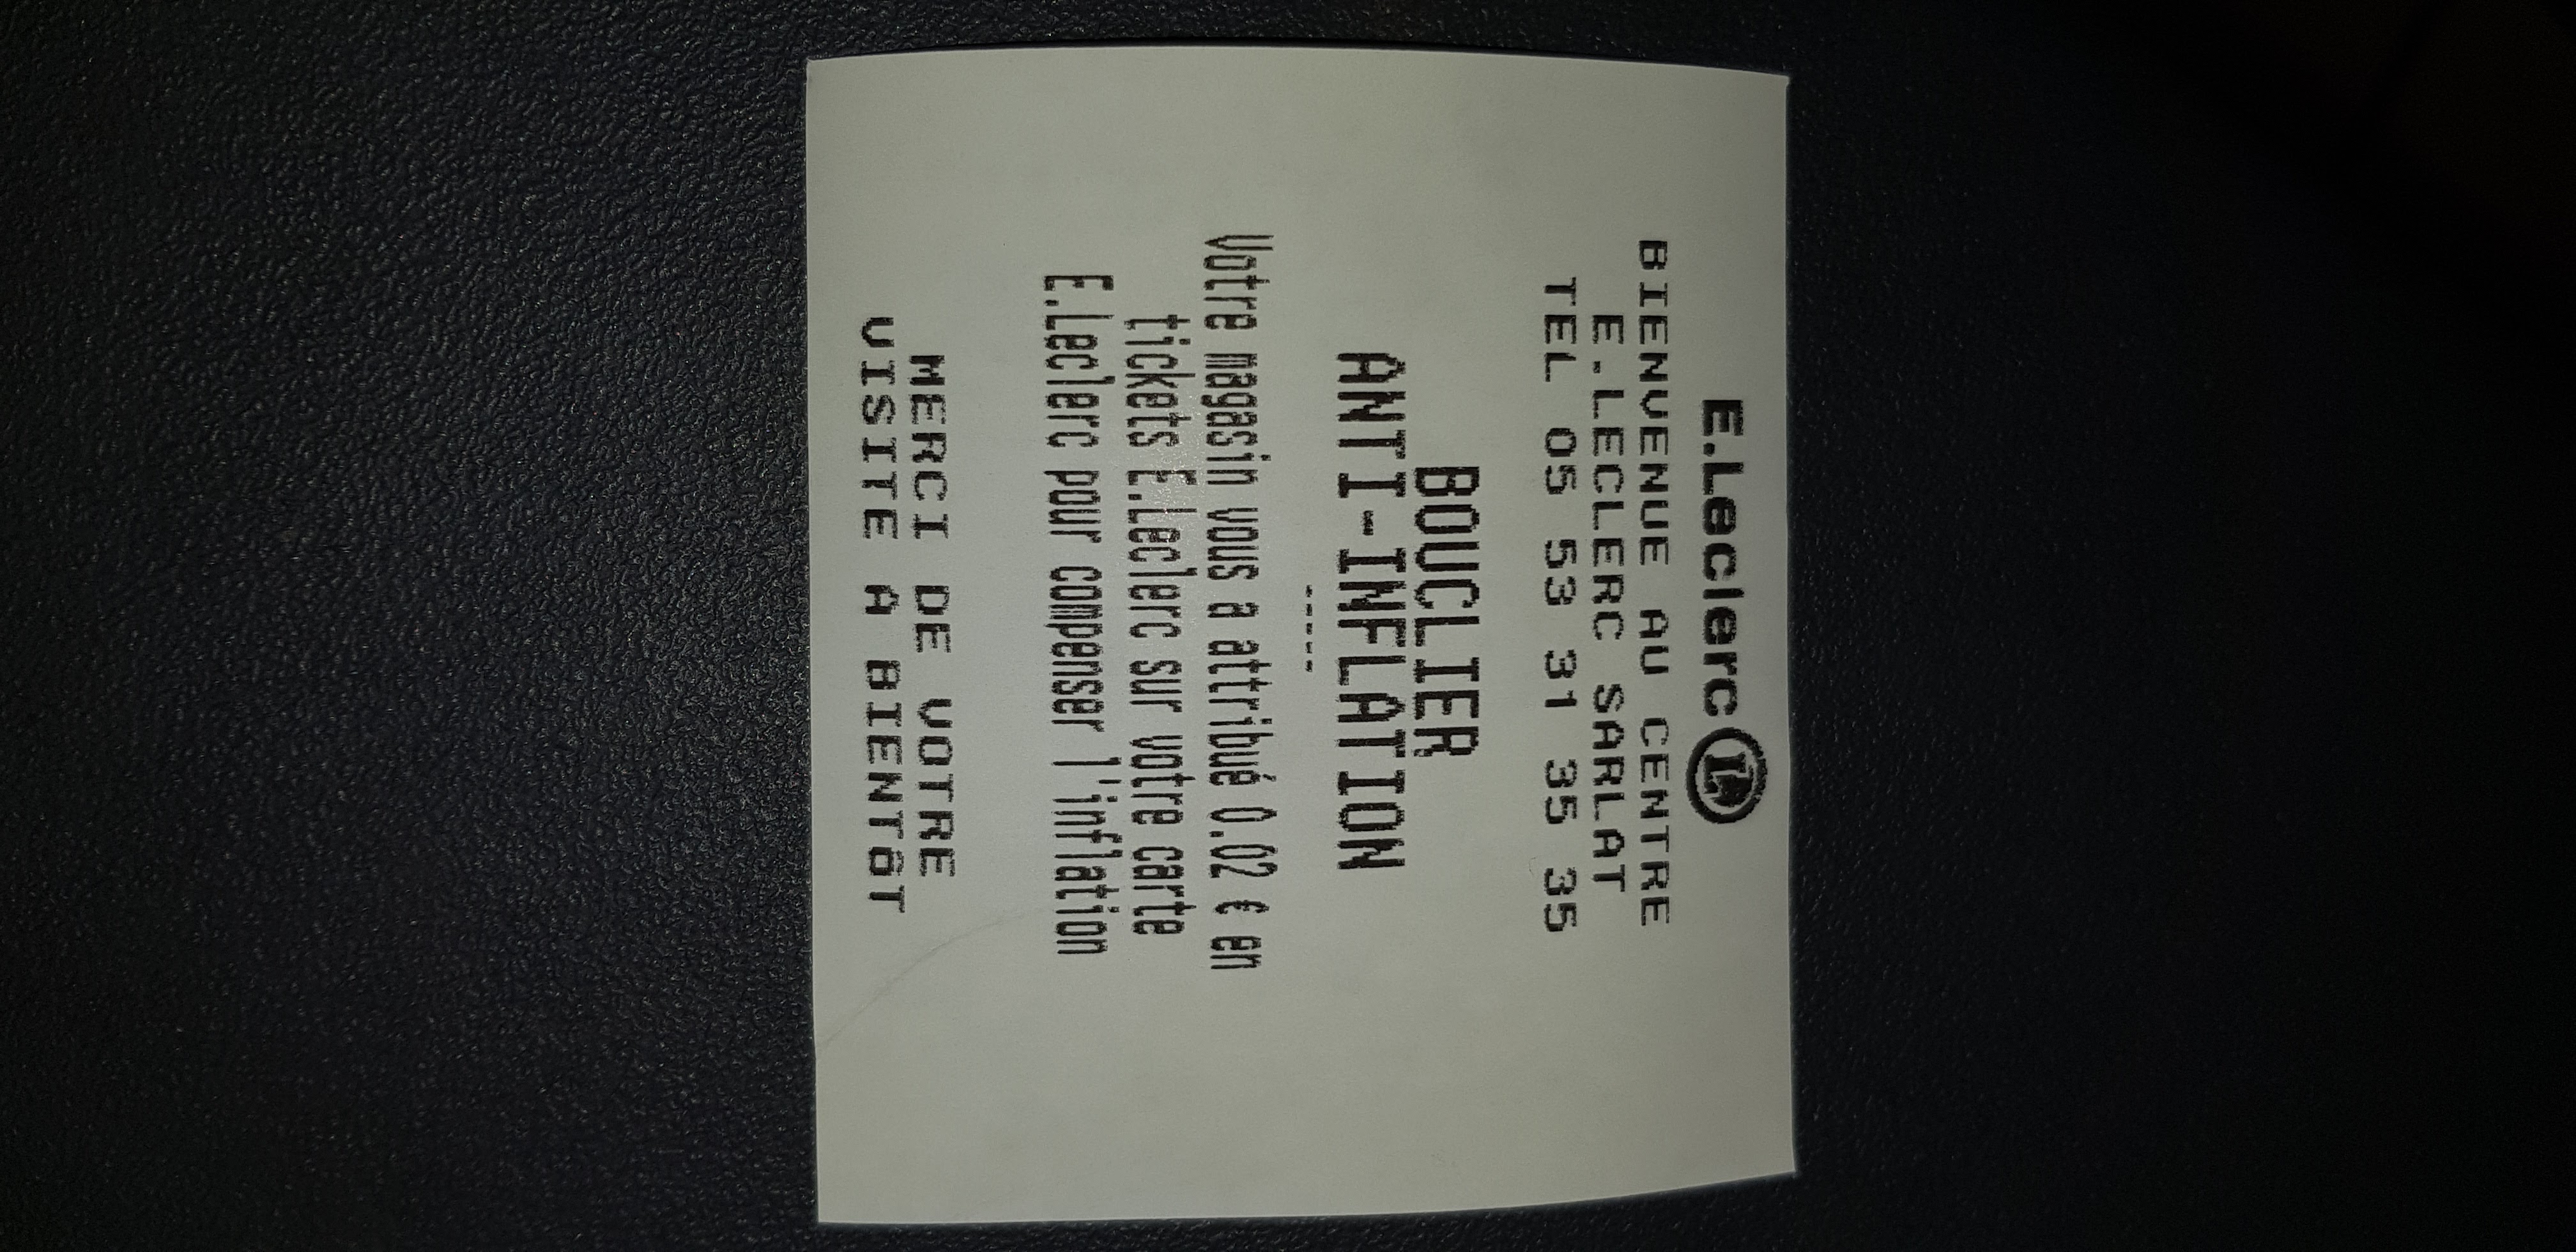 E.Leclerc L
BIENVENUE AU CENTRE
E.LECLERC SARLAT
TEL 05 53 31 35 35
BOUCLIER
ANTI-INFLATION
-----
Votre magasin vous a attribué 0.02 € en
tickets E.Leclerc sur votre carte
E.Leclerc pour compenser l'inflation
MERCI DE VOTRE
VISITE A BIENTÔT